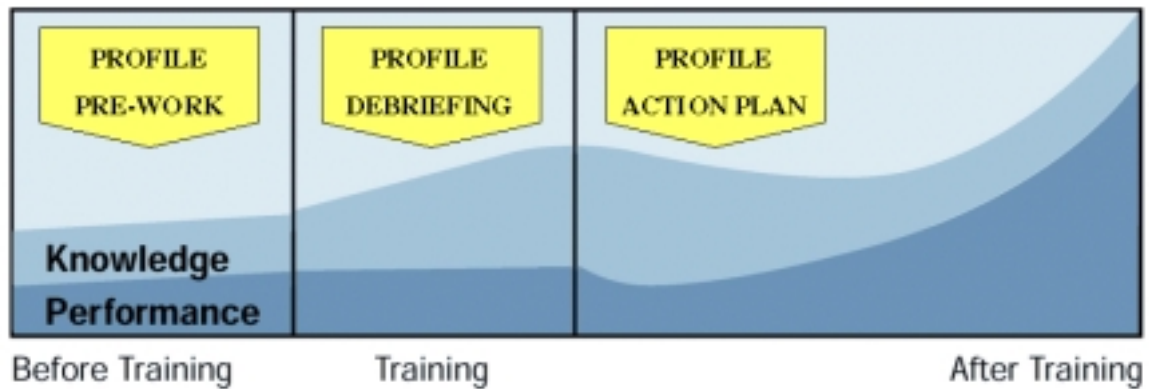 PROFILE
PRE-WORK
PROFILE
DEBRIEFING
PROFILE
ACTION PLAN
Knowledge
Performance
Before Training
Training
After Training